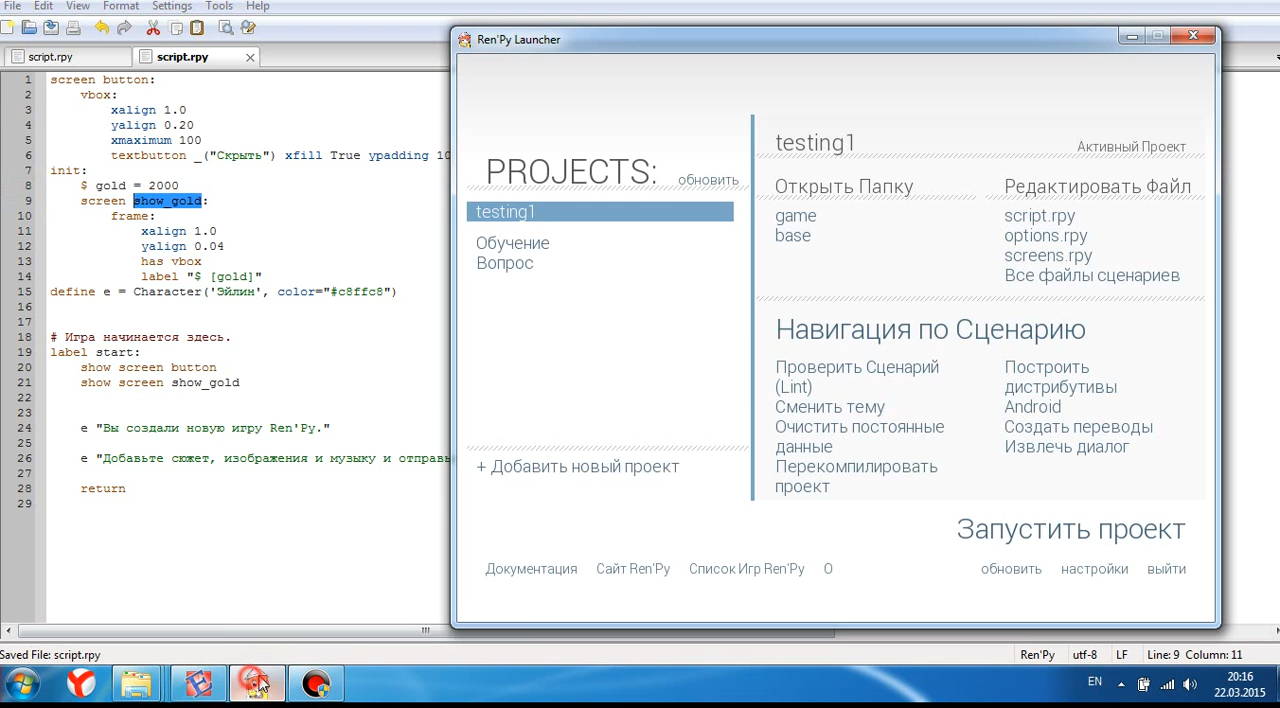 File Edit View Format Settings Tools Help
script.rpy script.rpy
1 screen button:
2 vbox:
3 xalign 1.0
4 yalign 0.20
5 xmaximum 100
6 textbutton _("Скрыть") xfill True ypadding 10
7 init:
8 $ gold = 2000
9 screen show_gold:
10 frame:
11 xalign 1.0
12 yalign 0.04
13 has vbox
14 label "$ [gold]"
15 define e = Character('Эйлин', color="#c8ffc8")
16
17
18 # Игра начинается здесь.
19 label start:
20 show screen button
21 show screen show_gold
22
23
24 e "Вы создали новую игру Ren'Py."
25
26 e "Добавьте сюжет, изображения и музыку и отправь
27
28 return
29
Ren'Py Launcher
PROJECTS: обновить
testing1
Обучение
Вопрос
+ Добавить новый проект
testing1 Активный Проект
Открыть Папку
game
base
Редактировать Файл
script.rpy
options.rpy
screens.rpy
Все файлы сценариев
Навигация по Сценарию
Проверить Сценарий
(Lint)
Сменить тему
Очистить постоянные
данные
Перекомпилировать
проект
Построить
дистрибутивы
Android
Создать переводы
Извлечь диалог
Запустить проект
Документация Сайт Ren'Py Список Игр Ren'Py О
обновить настройки выйти
Saved File: script.rpy Ren'Py utf-8 LF Line: 9 Column: 11
EN 20:16
22.03.2015